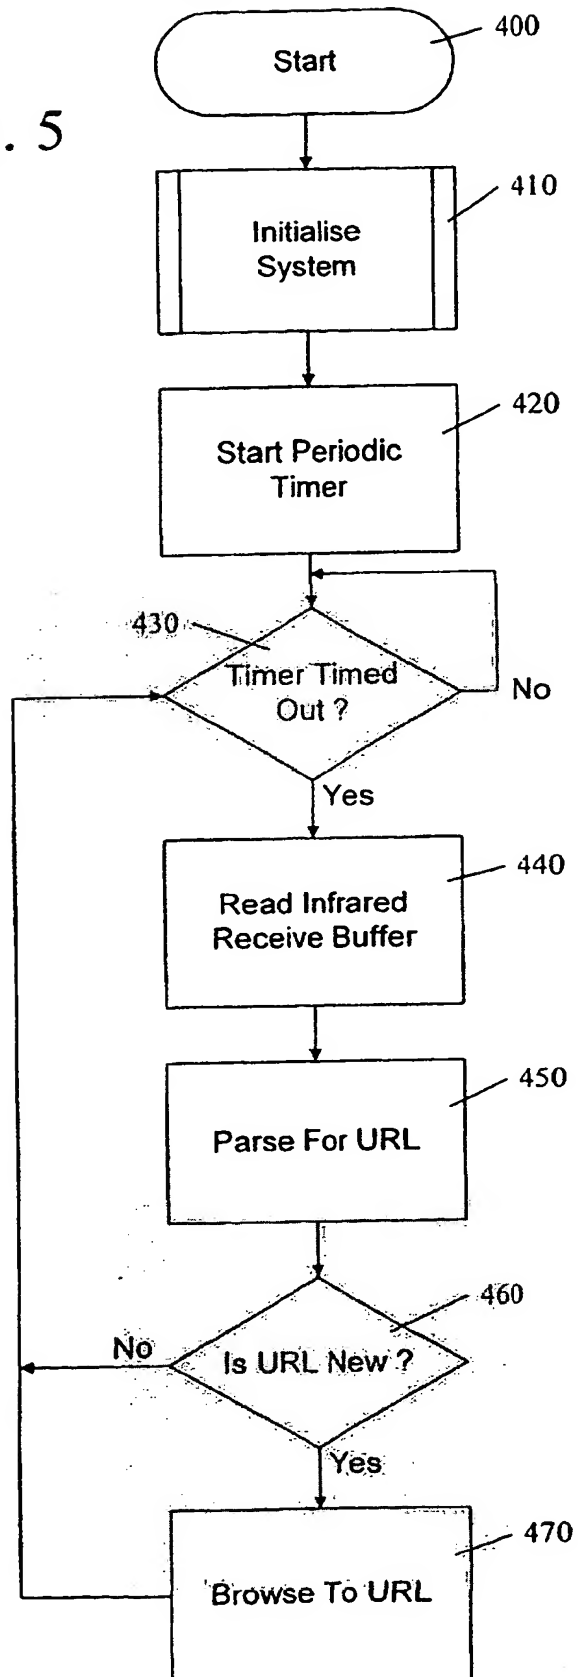 400
Start
. 5
410
Initialise
System
420
Start Periodic
Timer
430
Timer Timed
Out ?
No
Yes
440
Read Infrared
Receive Buffer
450
Parse For URL
460
No
Is URL New ?
Yes
470
Browse To URL